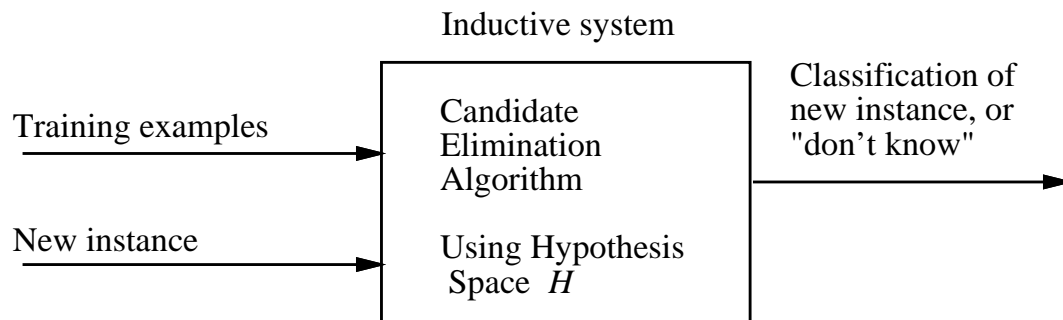 Inductive system
Candidate
Elimination
Algorithm
Using Hypothesis
Space H
Training examples
New instance
Classification of
new instance, or
"don't know"